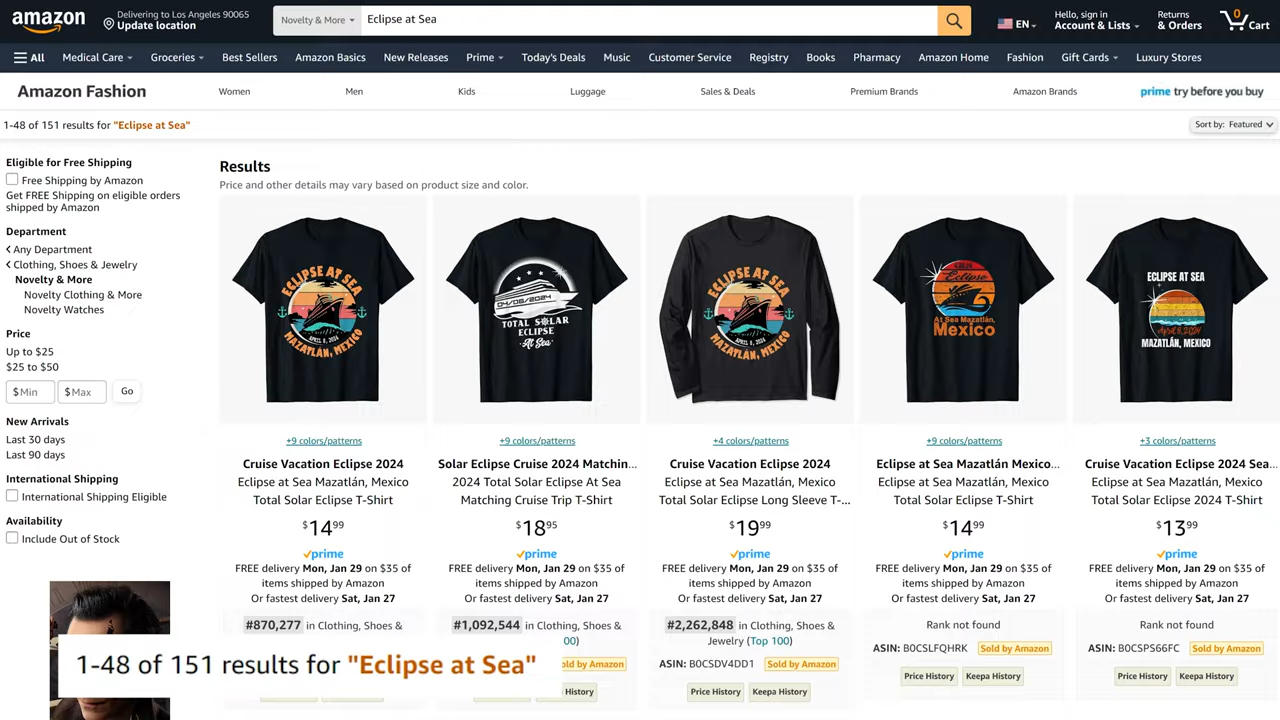 amazon
Delivering to Los Angeles 90065
Update location
Novelty & More
Eclipse at Sea
EN
Hello, sign in
Account & Lists
Returns
& Orders
0
Cart
All
Medical Care
Groceries
Best Sellers
Amazon Basics
New Releases
Prime
Today's Deals
Music
Customer Service
Registry
Books
Pharmacy
Amazon Home
Fashion
Gift Cards
Luxury Stores
Amazon Fashion
Women
Men
Kids
Luggage
Sales & Deals
Premium Brands
Amazon Brands
prime try before you buy
1-48 of 151 results for "Eclipse at Sea"
Sort by: Featured
Eligible for Free Shipping
Free Shipping by Amazon
Get FREE Shipping on eligible orders
shipped by Amazon
Department
Any Department
Clothing, Shoes & Jewelry
Novelty & More
Novelty Clothing & More
Novelty Watches
Price
Up to $25
$25 to $50
$ Min
$ Max
Go
New Arrivals
Last 30 days
Last 90 days
International Shipping
International Shipping Eligible
Availability
Include Out of Stock
Results
Price and other details may vary based on product size and color.
ECLIPSE AT SEA
APRIL 8, 2024
MAZATLÁN, MEXICO
+9 colors/patterns
Cruise Vacation Eclipse 2024
Eclipse at Sea Mazatlán, Mexico
Total Solar Eclipse T-Shirt
$14.99
prime
FREE delivery Mon, Jan 29 on $35 of
items shipped by Amazon
Or fastest delivery Sat, Jan 27
#870,277 in Clothing, Shoes &
04/08/2024
TOTAL SOLAR
ECLIPSE
At Sea
+9 colors/patterns
Solar Eclipse Cruise 2024 Matchin...
2024 Total Solar Eclipse At Sea
Matching Cruise Trip T-Shirt
$18.95
prime
FREE delivery Mon, Jan 29 on $35 of
items shipped by Amazon
Or fastest delivery Sat, Jan 27
#1,092,544 in Clothing, Shoes &
00)
old by Amazon
History
ECLIPSE AT SEA
APRIL 8, 2024
MAZATLÁN, MEXICO
+4 colors/patterns
Cruise Vacation Eclipse 2024
Eclipse at Sea Mazatlán, Mexico
Total Solar Eclipse Long Sleeve T-...
$19.99
prime
FREE delivery Mon, Jan 29 on $35 of
items shipped by Amazon
Or fastest delivery Sat, Jan 27
#2,262,848 in Clothing, Shoes &
Jewelry (Top 100)
ASIN: B0CSDV4DD1 Sold by Amazon
Price History
Keepa History
Eclipse
At Sea Mazatlán,
Mexico
+9 colors/patterns
Eclipse at Sea Mazatlán Mexico...
Eclipse at Sea Mazatlán, Mexico
Total Solar Eclipse T-Shirt
$14.99
prime
FREE delivery Mon, Jan 29 on $35 of
items shipped by Amazon
Or fastest delivery Sat, Jan 27
Rank not found
ASIN: B0CSLFQHRK Sold by Amazon
Price History
Keepa History
ECLIPSE AT SEA
April 8, 2024
MAZATLÁN, MEXICO
+3 colors/patterns
Cruise Vacation Eclipse 2024 Sea...
Eclipse at Sea Mazatlán, Mexico
Total Solar Eclipse 2024 T-Shirt
$13.99
prime
FREE delivery Mon, Jan 29 on $35 of
items shipped by Amazon
Or fastest delivery Sat, Jan 27
Rank not found
ASIN: B0CSPS66FC Sold by Amazon
Price History
Keepa History
1-48 of 151 results for "Eclipse at Sea"